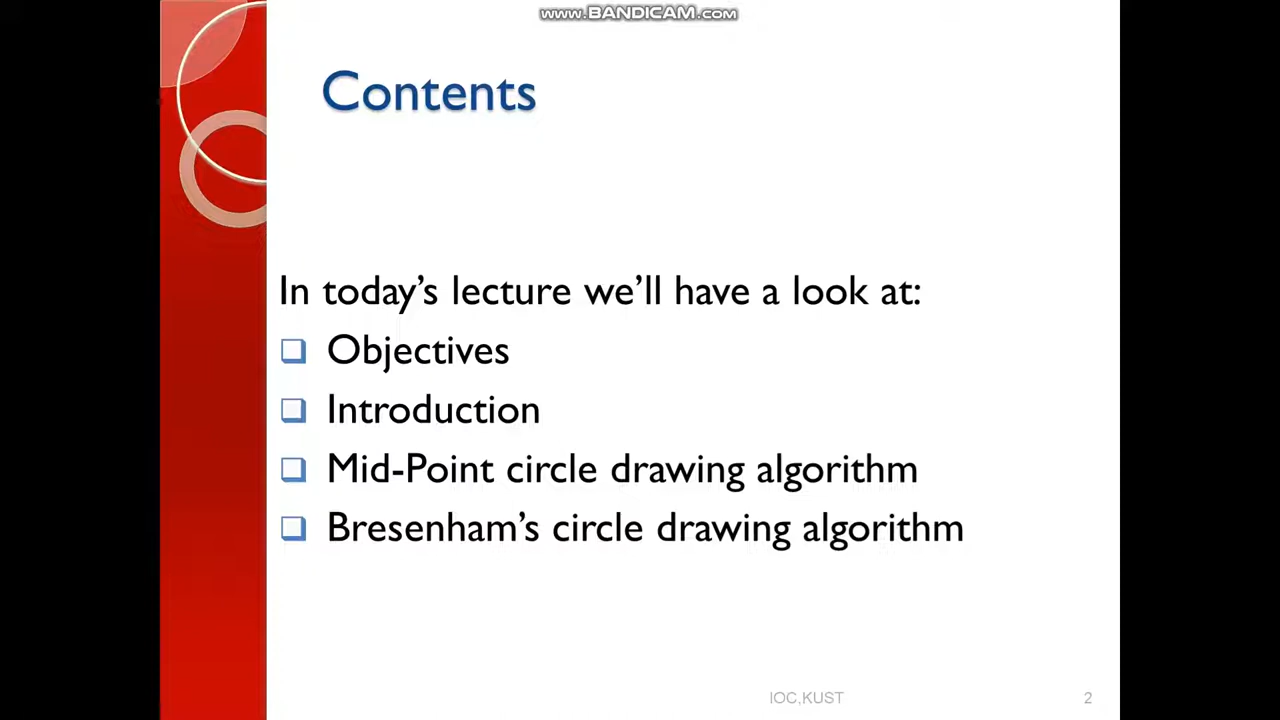 www.BANDICAM.com
Contents
In today’s lecture we’ll have a look at:
Objectives
Introduction
Mid-Point circle drawing algorithm
Bresenham’s circle drawing algorithm
IOC,KUST 2